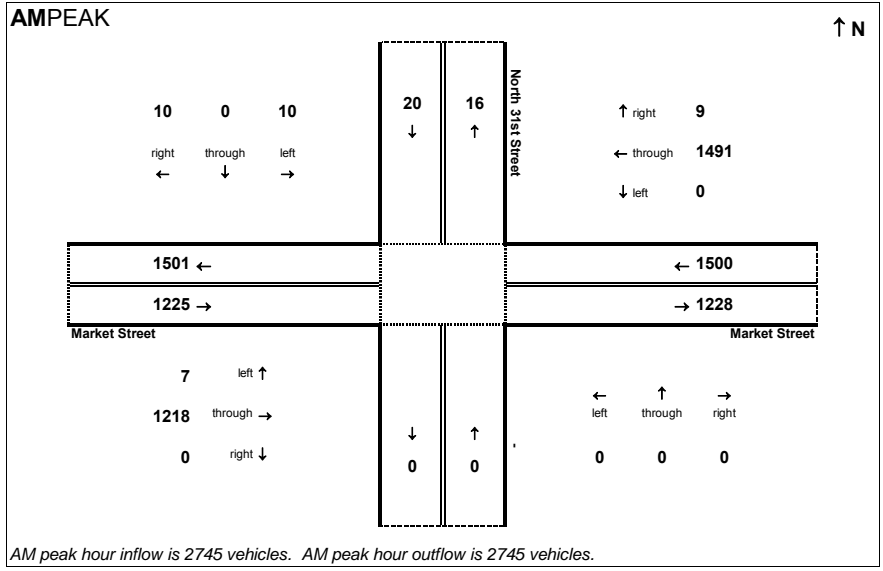 AMPEAK
↑ N
10 0 10
right through left
← ↓ →
20 16
↓ ↑
North 31st Street
↑ right 9
← through 1491
↓ left 0
1501 ←
← 1500
1225 →
→ 1228
Market Street
Market Street
7 left ↑
1218 through →
0 right ↓
↓ ↑
0 0
← ↑ →
left through right
0 0 0
AM peak hour inflow is 2745 vehicles. AM peak hour outflow is 2745 vehicles.